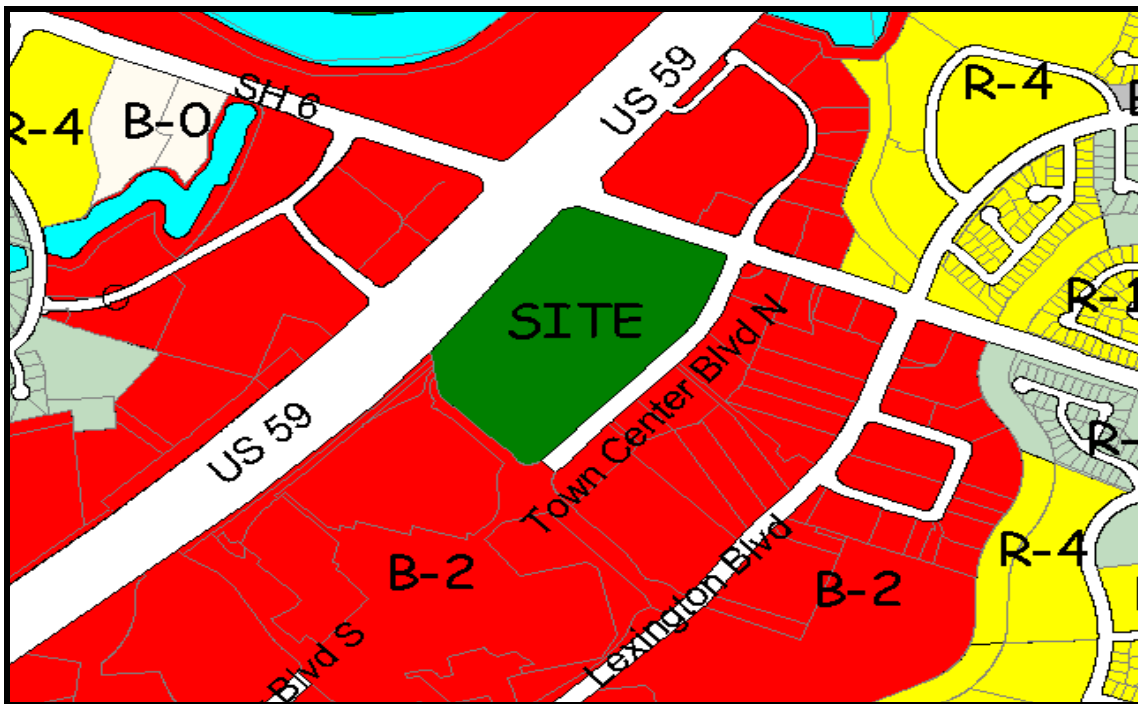 US 59
R-4
SH 6
B-0
R-4
R-1
SITE
Town Center Blvd N
US 59
R-4
B-2
B-2
Lexington Blvd
Blvd S